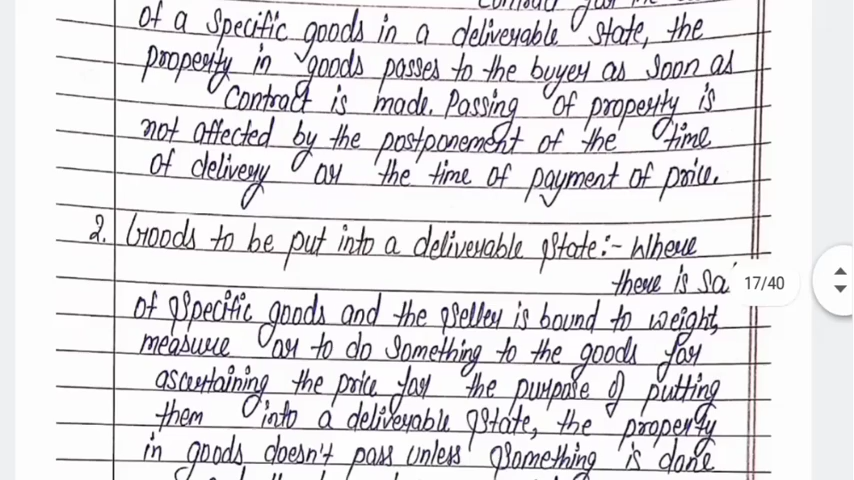 of a specific goods in a deliverable state, the
property in goods passes to the buyer as soon as
contract is made. Passing of property is
not affected by the postponement of the time
of delivery or the time of payment of price.
2. Goods to be put into a deliverable state:- Where
there is sa
17/40
of specific goods and the seller is bound to weight,
measure or to do something to the goods for
ascertaining the price for the purpose of putting
them into a deliverable state, the property
in goods doesn't pass unless something is done